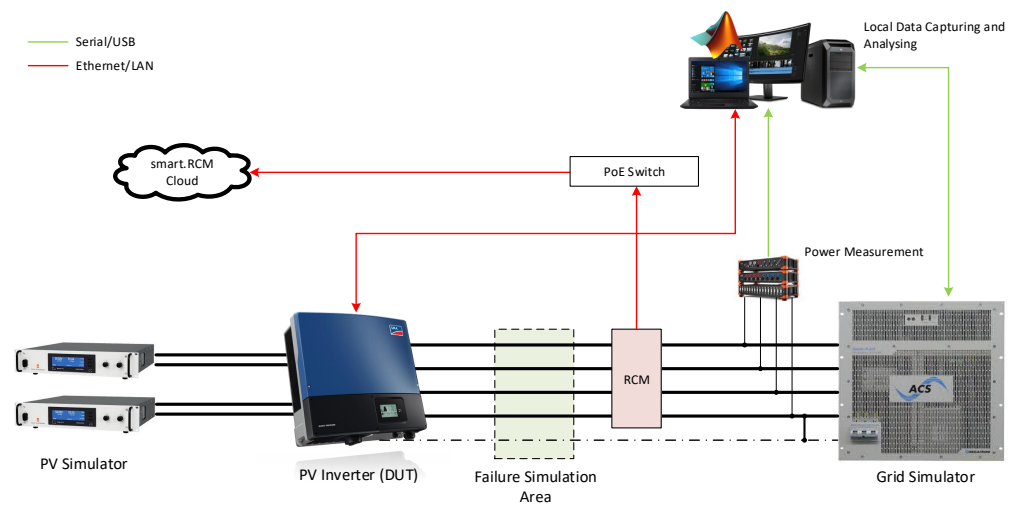 Serial/USB
Ethernet/LAN
Local Data Capturing and
Analysing
smart.RCM
Cloud
PoE Switch
Power Measurement
RCM
ACS
PV Simulator
PV Inverter (DUT)
Failure Simulation
Area
Grid Simulator